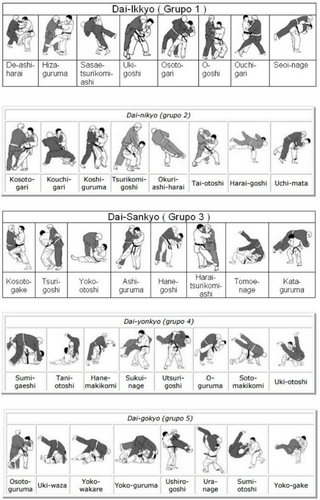 Dai-Ikkyo ( Grupo 1 )
De-ashi-harai Hiza-guruma Sasae-tsurikomi-ashi Uki-goshi Osoto-gari O-goshi Ouchi-gari Seoi-nage
Dai-nikyo (grupo 2)
Kosoto-gari Kouchi-gari Koshi-guruma Tsurikomi-goshi Okuri-ashi-harai Tai-otoshi Harai-goshi Uchi-mata
Dai-Sankyo ( Grupo 3 )
Kosoto-gake Tsuri-goshi Yoko-otoshi Ashi-guruma Hane-goshi Harai-tsurikomi-ashi Tomoe-nage Kata-guruma
Dai-yonkyo (grupo 4)
Sumi-gaeshi Tani-otoshi Hane-makikomi Sukui-nage Utsuri-goshi O-guruma Soto-makikomi Uki-otoshi
Dai-gokyo (grupo 5)
Osoto-guruma Uki-waza Yoko-wakare Yoko-guruma Ushiro-goshi Ura-nage Sumi-otoshi Yoko-gake